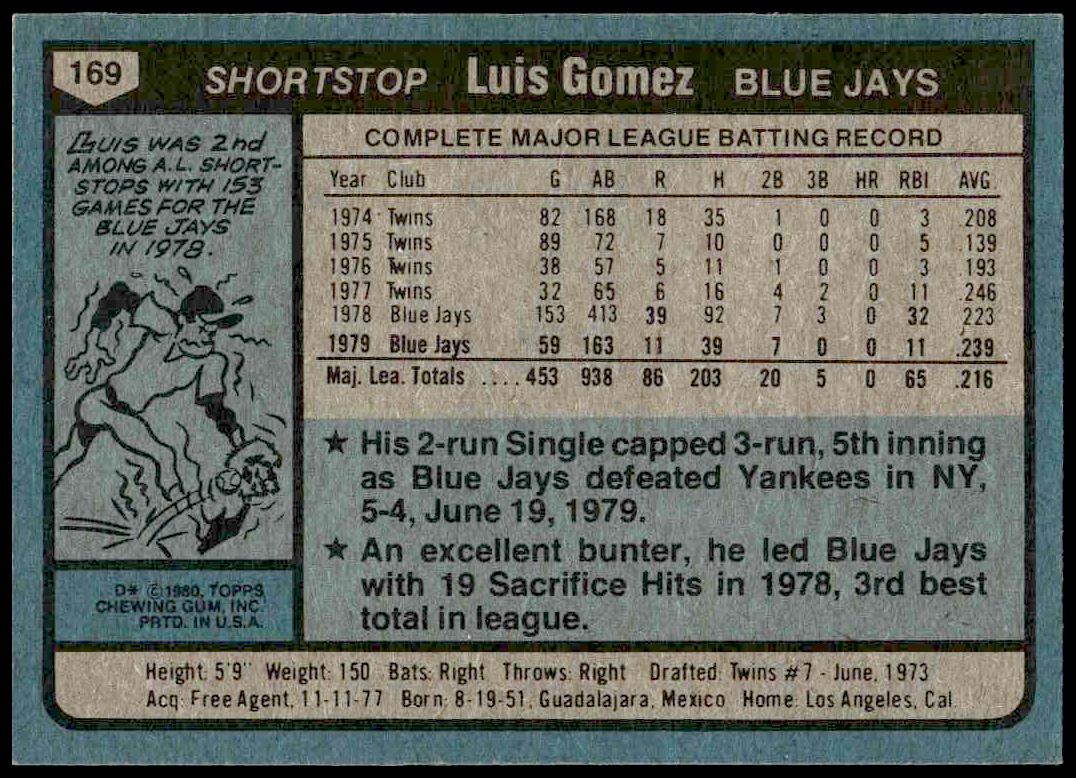 169
SHORTSTOP Luis Gomez BLUE JAYS
LUIS WAS 2nd
AMONG A.L. SHORT-
STOPS WITH 153
GAMES FOR THE
BLUE JAYS
IN 1978.
D* © 1980, TOPPS
CHEWING GUM, INC.
PRTD. IN U.S.A.
COMPLETE MAJOR LEAGUE BATTING RECORD
Year Club G AB R H 2B 3B HR RBI AVG.
1974 Twins 82 168 18 35 1 0 0 3 .208
1975 Twins 89 72 7 10 0 0 0 5 .139
1976 Twins 38 57 5 11 1 0 0 3 .193
1977 Twins 32 65 6 16 4 2 0 11 .246
1978 Blue Jays 153 413 39 92 7 3 0 32 .223
1979 Blue Jays 59 163 11 39 7 0 0 11 .239
Maj. Lea. Totals .... 453 938 86 203 20 5 0 65 .216
★ His 2-run Single capped 3-run, 5th inning
as Blue Jays defeated Yankees in NY,
5-4, June 19, 1979.
★ An excellent bunter, he led Blue Jays
with 19 Sacrifice Hits in 1978, 3rd best
total in league.
Height: 5'9" Weight: 150 Bats: Right Throws: Right Drafted: Twins #7 - June, 1973
Acq: Free Agent, 11-11-77 Born: 8-19-51, Guadalajara, Mexico Home: Los Angeles, Cal.